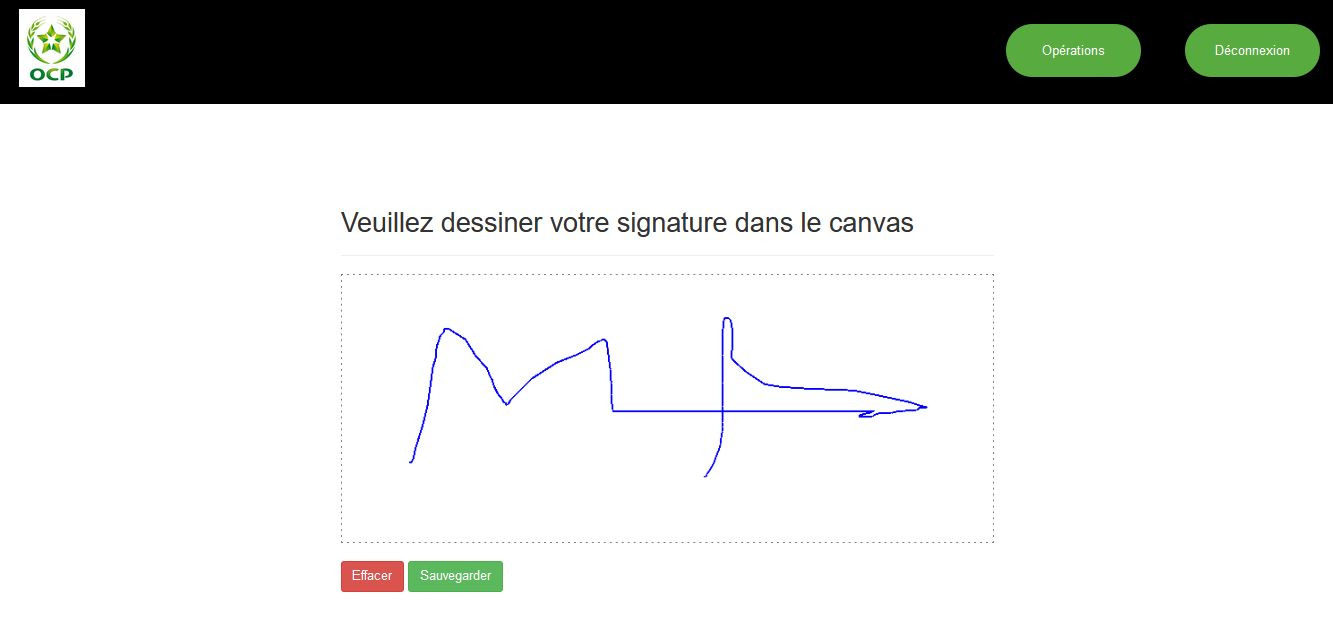 OCP
Opérations
Déconnexion
Veuillez dessiner votre signature dans le canvas
Effacer
Sauvegarder